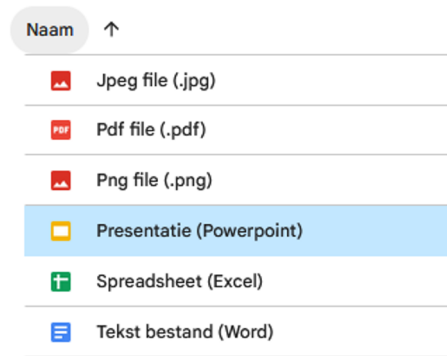 Naam
Jpeg file (.jpg)
PDF Pdf file (.pdf)
Png file (.png)
Presentatie (Powerpoint)
Spreadsheet (Excel)
Tekst bestand (Word)